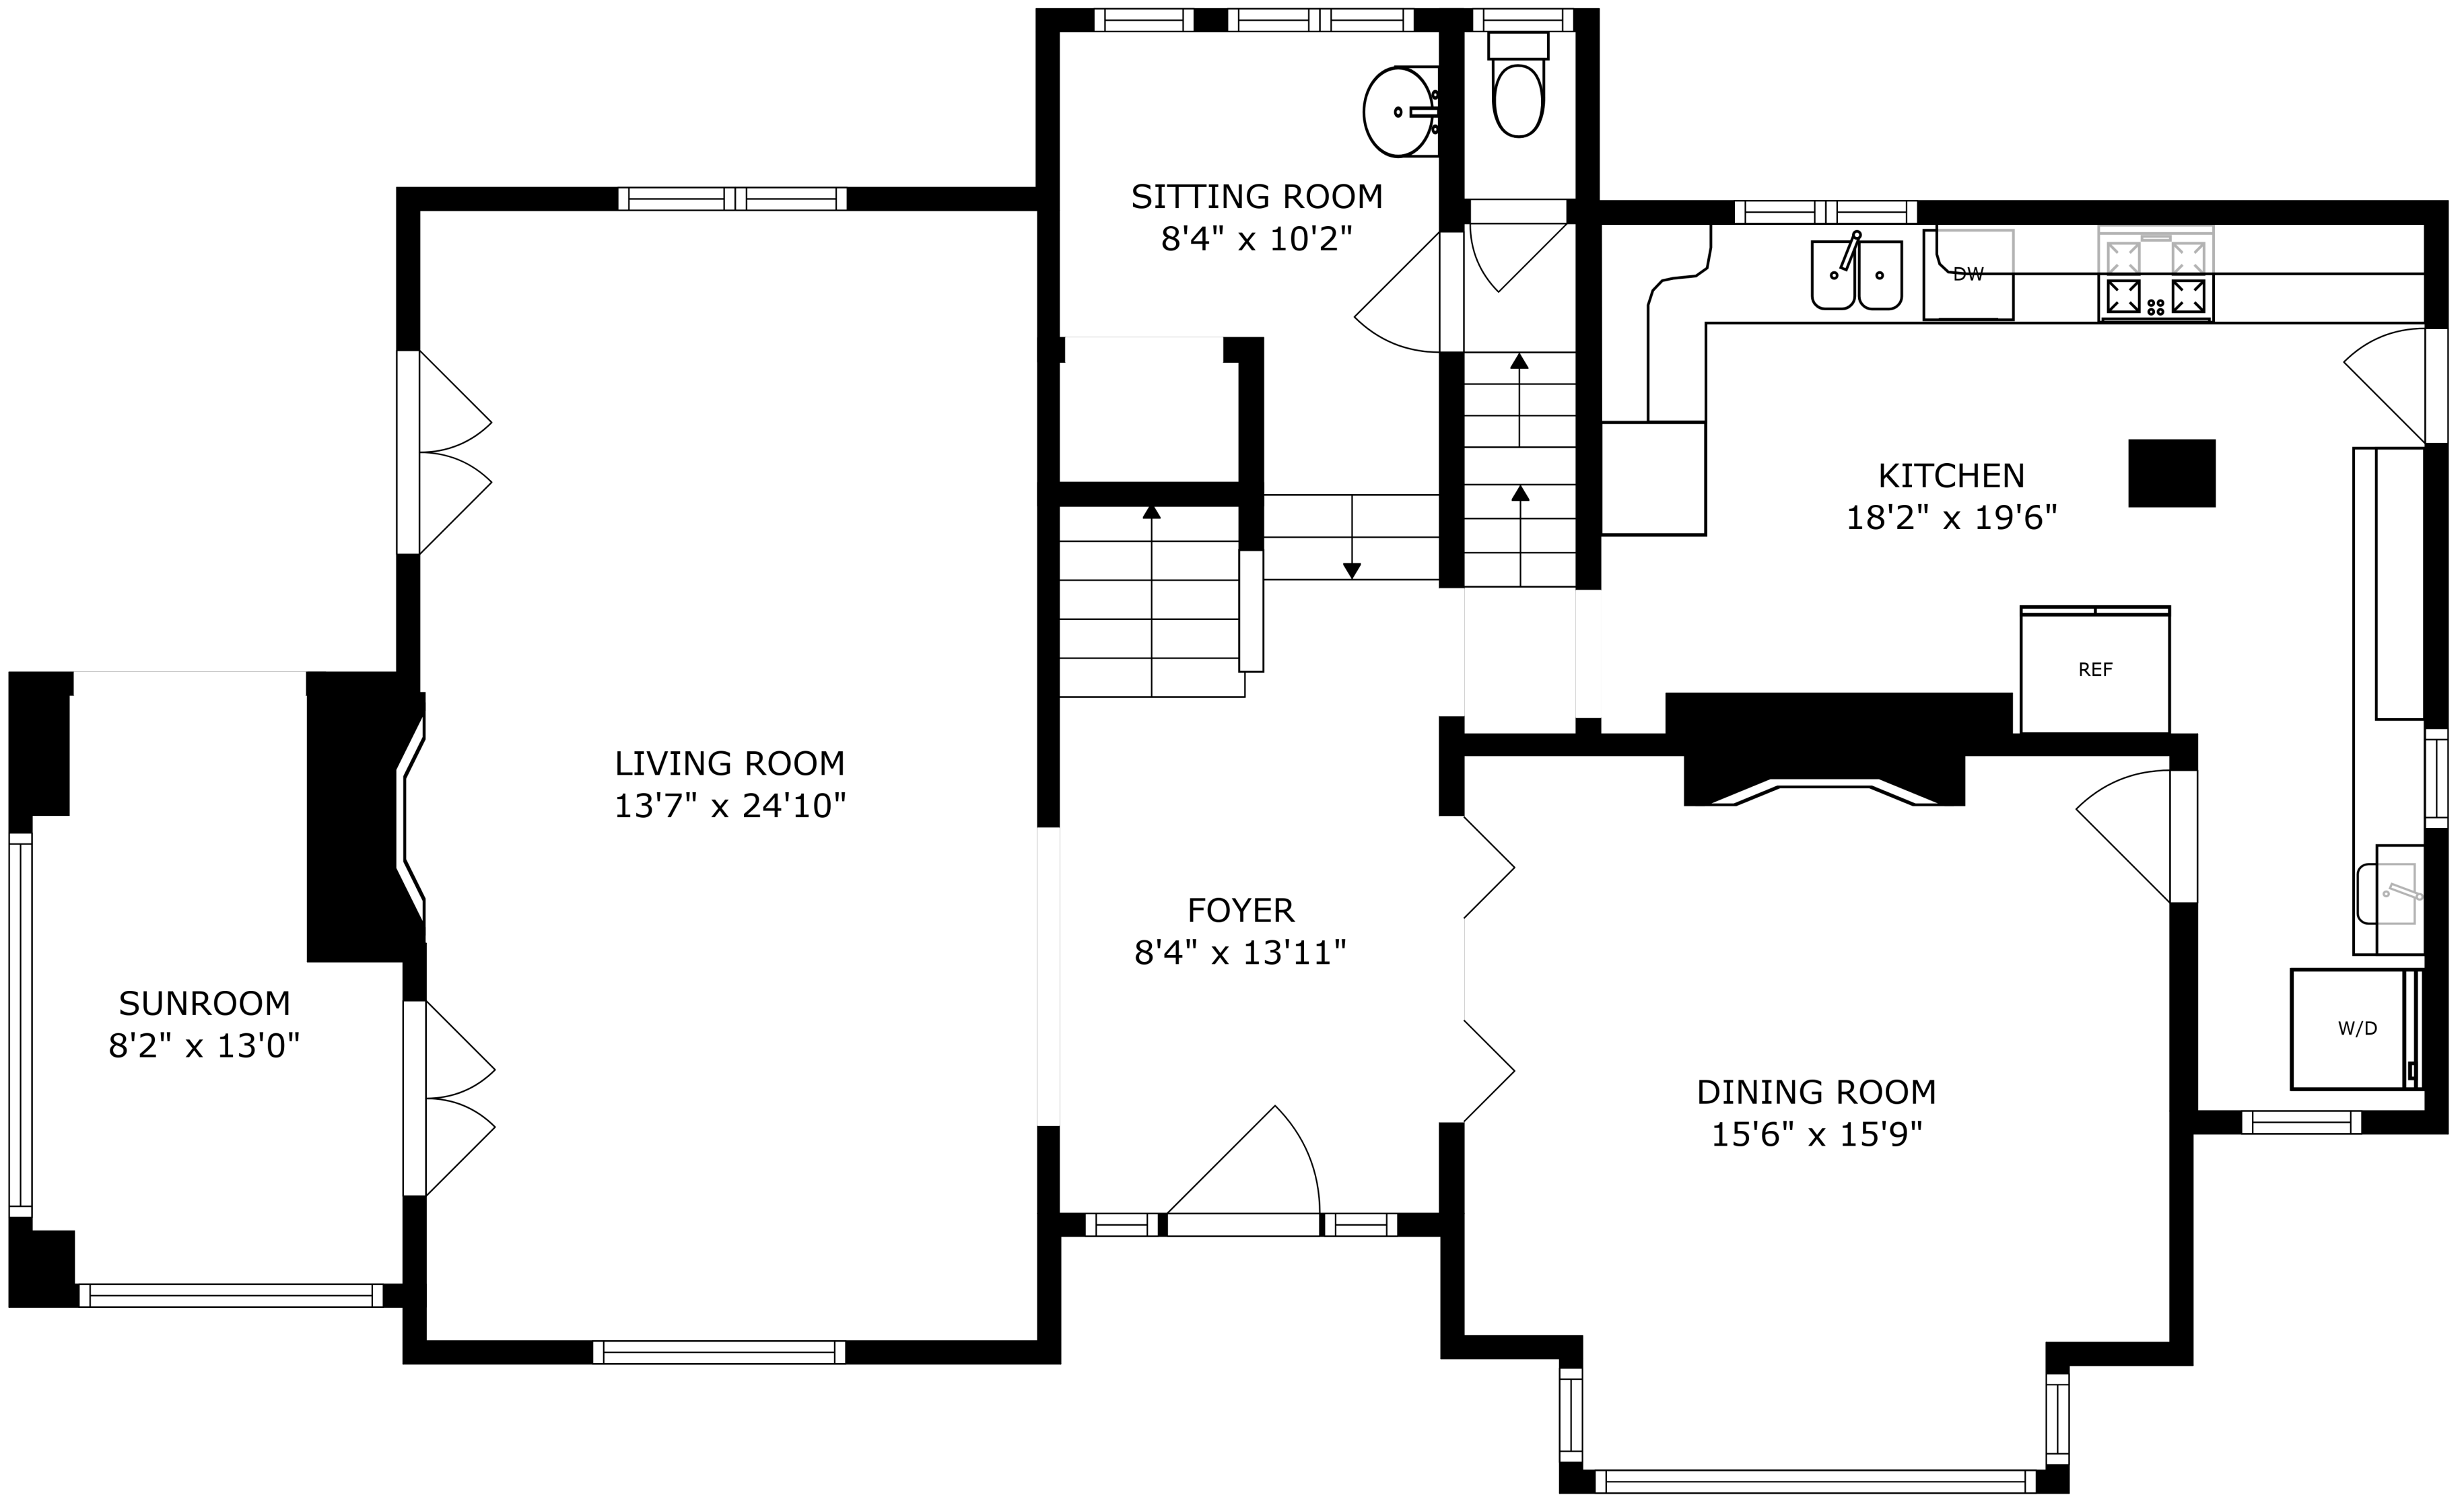 SITTING ROOM
8'4" x 10'2"
DW
KITCHEN
18'2" x 19'6"
REF
LIVING ROOM
13'7" x 24'10"
FOYER
8'4" x 13'11"
SUNROOM
8'2" x 13'0"
W/D
DINING ROOM
15'6" x 15'9"